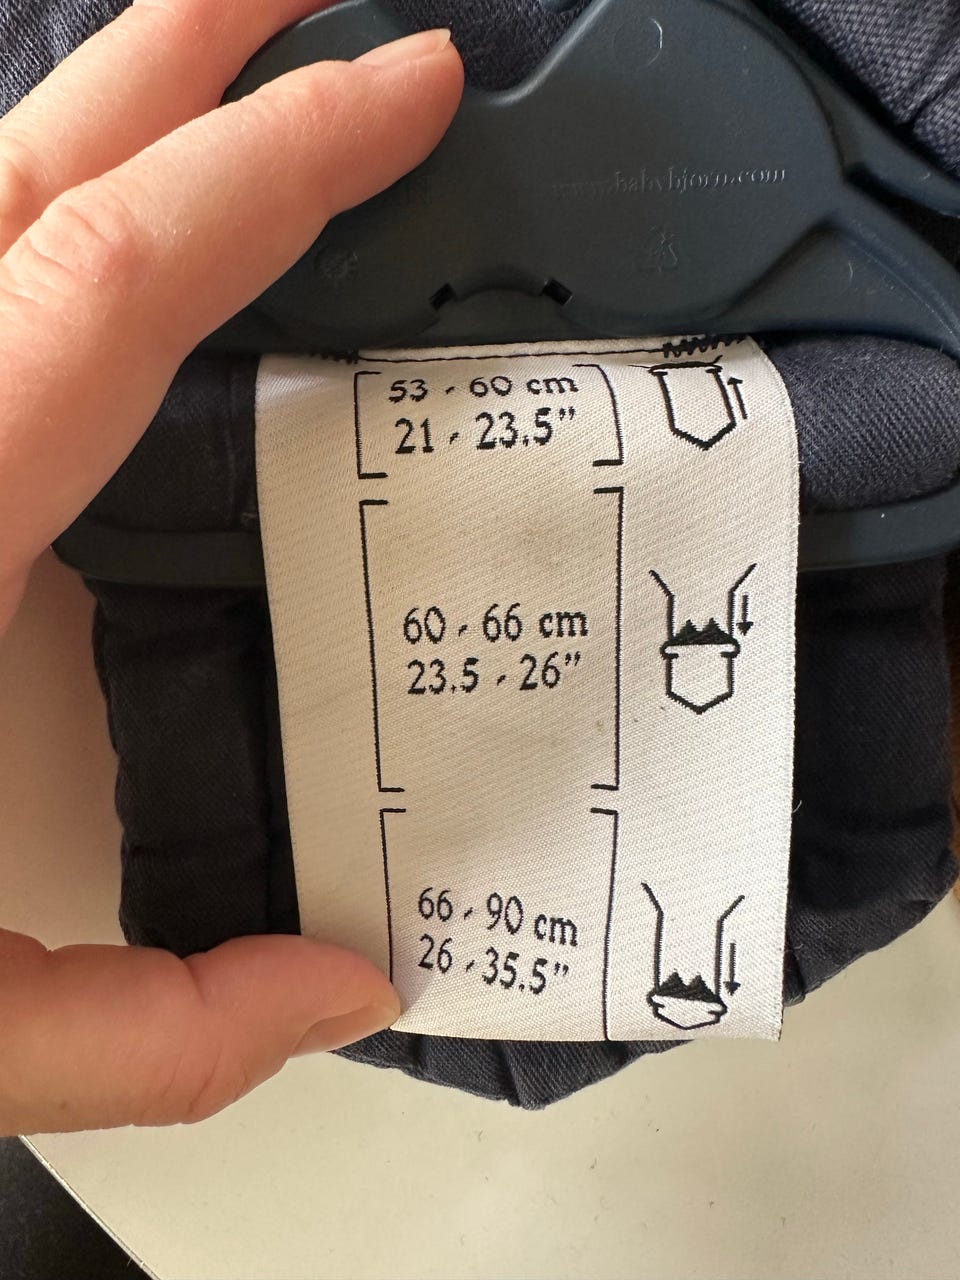 www.babybjorn.com
53 - 60 cm
21 - 23.5"
60 - 66 cm
23.5 - 26"
66 - 90 cm
26 - 35.5"